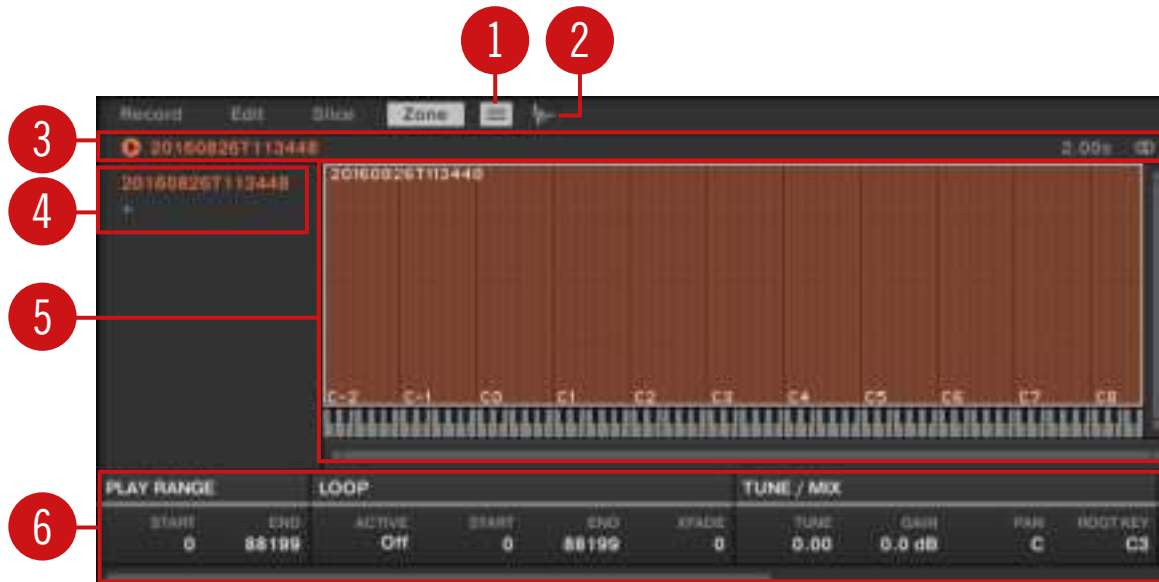 1 2
Record Edit Slice Zone
3
20160826T113448 2.00s
4
20160826T113448
+
20160826T113448
5
C-2 C-1 C0 C1 C2 C3 C4 C5 C6 C7 C8
PLAY RANGE LOOP TUNE / MIX
6
START END ACTIVE START END XFADE TUNE GAIN PAN ROOT KEY
0 88199 Off 0 88199 0 0.00 0.0 dB C C3